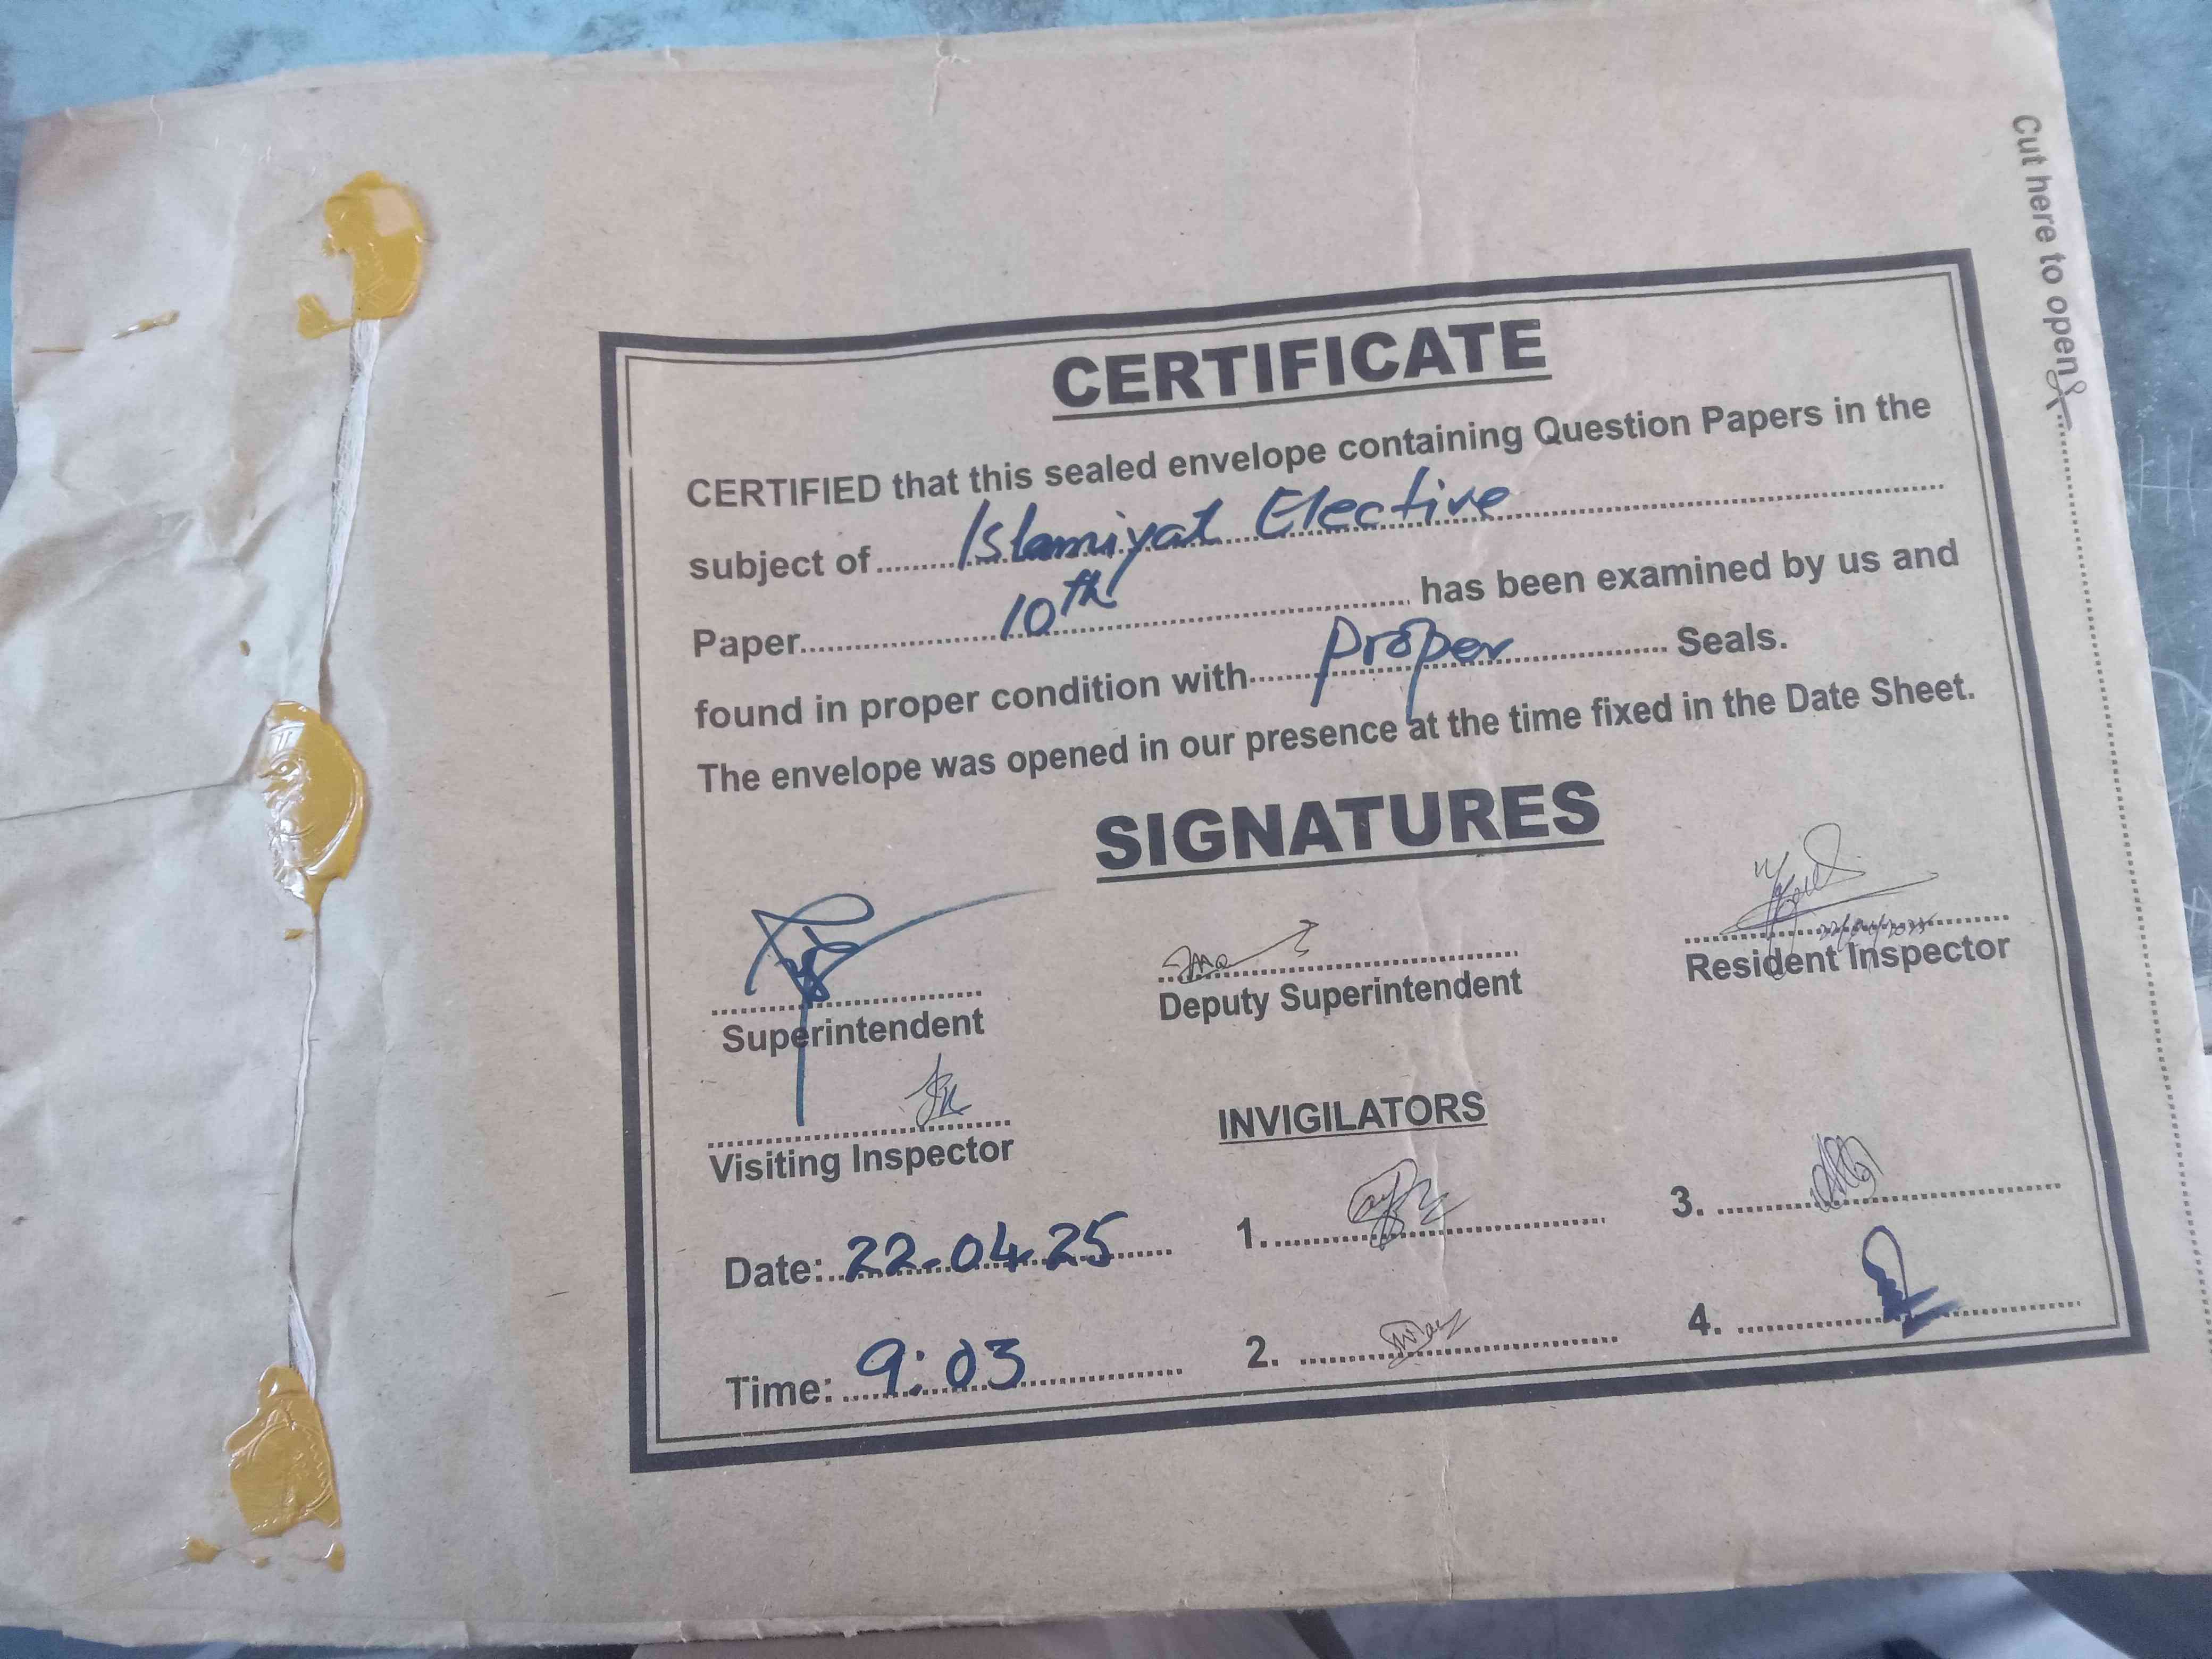 Cut here to open
CERTIFICATE
CERTIFIED that this sealed envelope containing Question Papers in the
subject of Islamiyat Elective
Paper 10th has been examined by us and
found in proper condition with Proper Seals.
The envelope was opened in our presence at the time fixed in the Date Sheet.
SIGNATURES
Superintendent
Deputy Superintendent
Resident Inspector
Visiting Inspector
INVIGILATORS
Date: 22-04-25
1.
3.
Time: 9:03
2.
4.